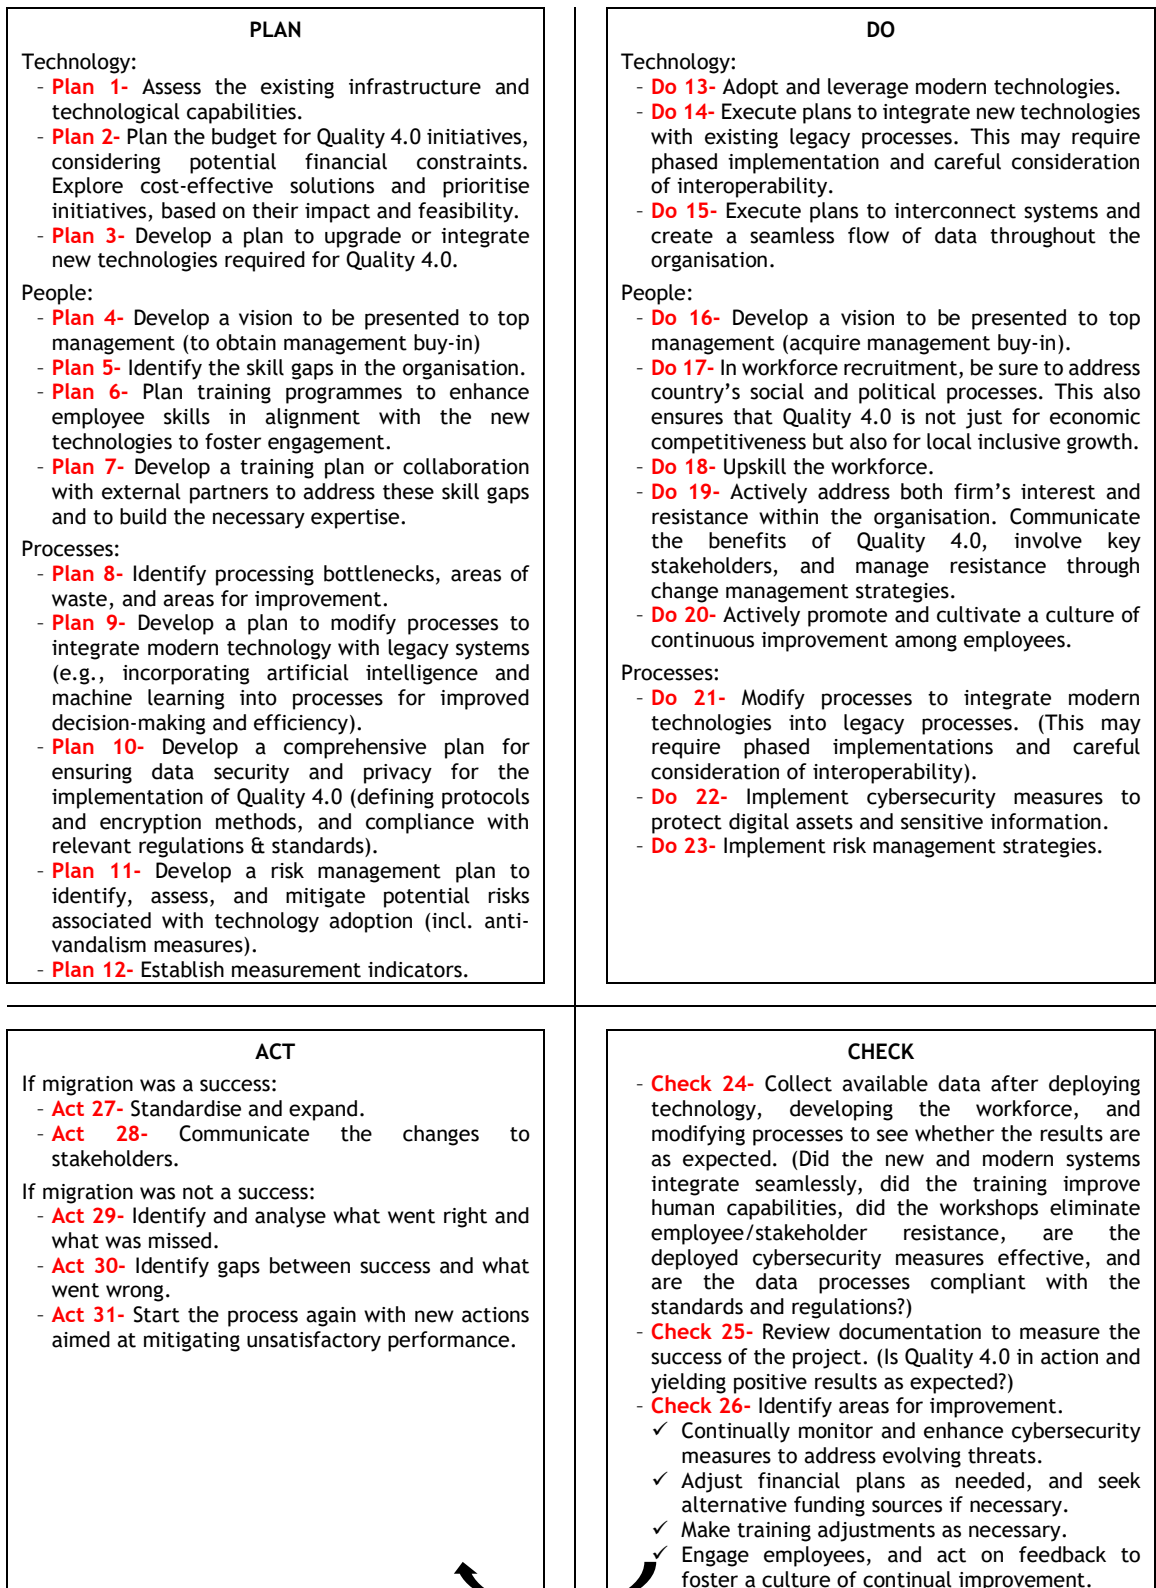 PLAN
Technology:
- Plan 1- Assess the existing infrastructure and
technological capabilities.
- Plan 2- Plan the budget for Quality 4.0 initiatives,
considering potential financial constraints.
Explore cost-effective solutions and prioritise
initiatives, based on their impact and feasibility.
- Plan 3- Develop a plan to upgrade or integrate
new technologies required for Quality 4.0.
People:
- Plan 4- Develop a vision to be presented to top
management (to obtain management buy-in)
- Plan 5- Identify the skill gaps in the organisation.
- Plan 6- Plan training programmes to enhance
employee skills in alignment with the new
technologies to foster engagement.
- Plan 7- Develop a training plan or collaboration
with external partners to address these skill gaps
and to build the necessary expertise.
Processes:
- Plan 8- Identify processing bottlenecks, areas of
waste, and areas for improvement.
- Plan 9- Develop a plan to modify processes to
integrate modern technology with legacy systems
(e.g., incorporating artificial intelligence and
machine learning into processes for improved
decision-making and efficiency).
- Plan 10- Develop a comprehensive plan for
ensuring data security and privacy for the
implementation of Quality 4.0 (defining protocols
and encryption methods, and compliance with
relevant regulations & standards).
- Plan 11- Develop a risk management plan to
identify, assess, and mitigate potential risks
associated with technology adoption (incl. anti-
vandalism measures).
- Plan 12- Establish measurement indicators.
DO
Technology:
- Do 13- Adopt and leverage modern technologies.
- Do 14- Execute plans to integrate new technologies
with existing legacy processes. This may require
phased implementation and careful consideration
of interoperability.
- Do 15- Execute plans to interconnect systems and
create a seamless flow of data throughout the
organisation.
People:
- Do 16- Develop a vision to be presented to top
management (acquire management buy-in).
- Do 17- In workforce recruitment, be sure to address
country's social and political processes. This also
ensures that Quality 4.0 is not just for economic
competitiveness but also for local inclusive growth.
- Do 18- Upskill the workforce.
- Do 19- Actively address both firm's interest and
resistance within the organisation. Communicate
the benefits of Quality 4.0, involve key
stakeholders, and manage resistance through
change management strategies.
- Do 20- Actively promote and cultivate a culture of
continuous improvement among employees.
Processes:
- Do 21- Modify processes to integrate modern
technologies into legacy processes. (This may
require phased implementations and careful
consideration of interoperability).
- Do 22- Implement cybersecurity measures to
protect digital assets and sensitive information.
- Do 23- Implement risk management strategies.
ACT
If migration was a success:
- Act 27- Standardise and expand.
- Act 28- Communicate the changes to
stakeholders.
If migration was not a success:
- Act 29- Identify and analyse what went right and
what was missed.
- Act 30- Identify gaps between success and what
went wrong.
- Act 31- Start the process again with new actions
aimed at mitigating unsatisfactory performance.
CHECK
- Check 24- Collect available data after deploying
technology, developing the workforce, and
modifying processes to see whether the results are
as expected. (Did the new and modern systems
integrate seamlessly, did the training improve
human capabilities, did the workshops eliminate
employee/stakeholder resistance, are the
deployed cybersecurity measures effective, and
are the data processes compliant with the
standards and regulations?)
- Check 25- Review documentation to measure the
success of the project. (Is Quality 4.0 in action and
yielding positive results as expected?)
- Check 26- Identify areas for improvement.
✓ Continually monitor and enhance cybersecurity
measures to address evolving threats.
✓ Adjust financial plans as needed, and seek
alternative funding sources if necessary.
✓ Make training adjustments as necessary.
✓ Engage employees, and act on feedback to
foster a culture of continual improvement.